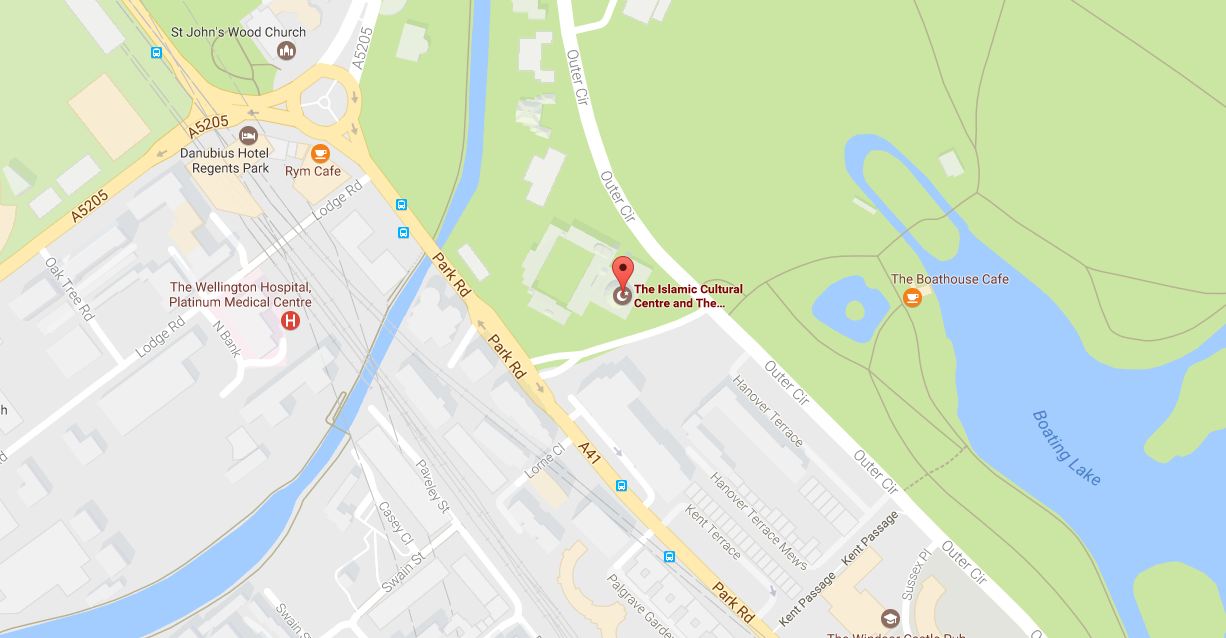 St John's Wood Church
A5205
Outer Cir
A5205
Danubius Hotel
Regents Park
Rym Cafe
Lodge Rd
Outer Cir
A5205
Oak Tree Rd
Park Rd
The Wellington Hospital,
Platinum Medical Centre
H
Lodge Rd
N Bank
The Islamic Cultural
Centre and The...
The Boathouse Cafe
Park Rd
Outer Cir
Hanover Terrace
Boating Lake
A41
Lorne Cl
Paveley St
Outer Cir
Hanover Terrace Mews
Kent Terrace
Casey Cl
Swain St
Kent Passage
Outer Cir
Sussex Pl
Palgrave Gardens
Park Rd
Kent Passage
Swain St
The Windsor Castle Pub